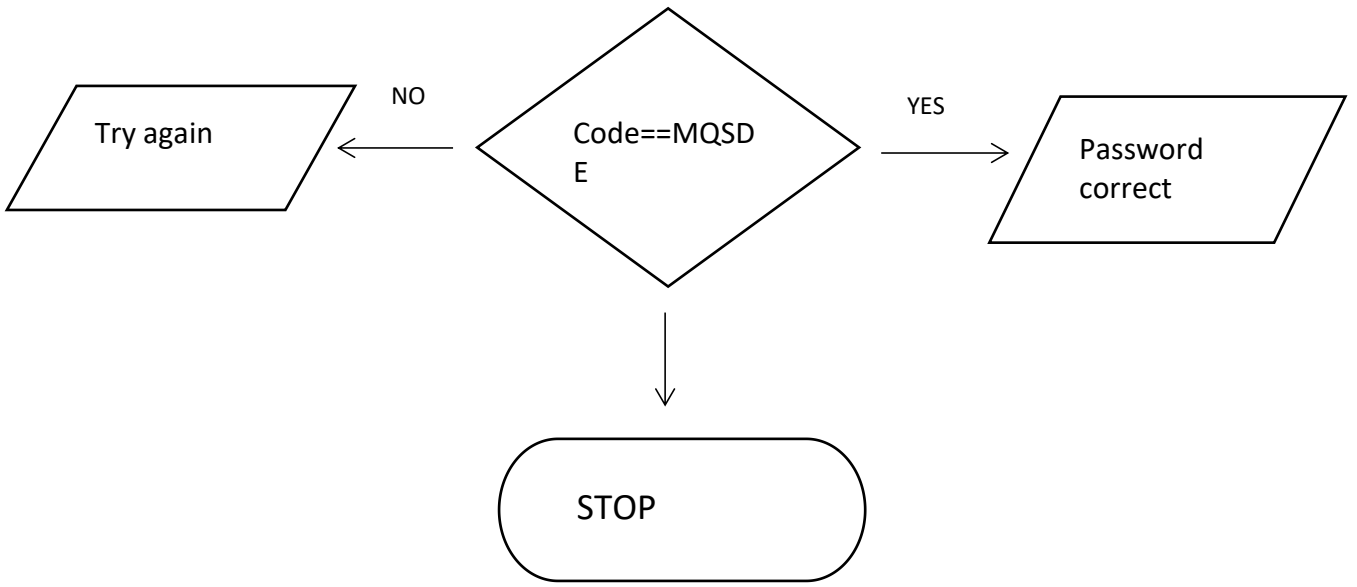 NO
YES
Try again
Code==MQSD
E
Password
correct
STOP